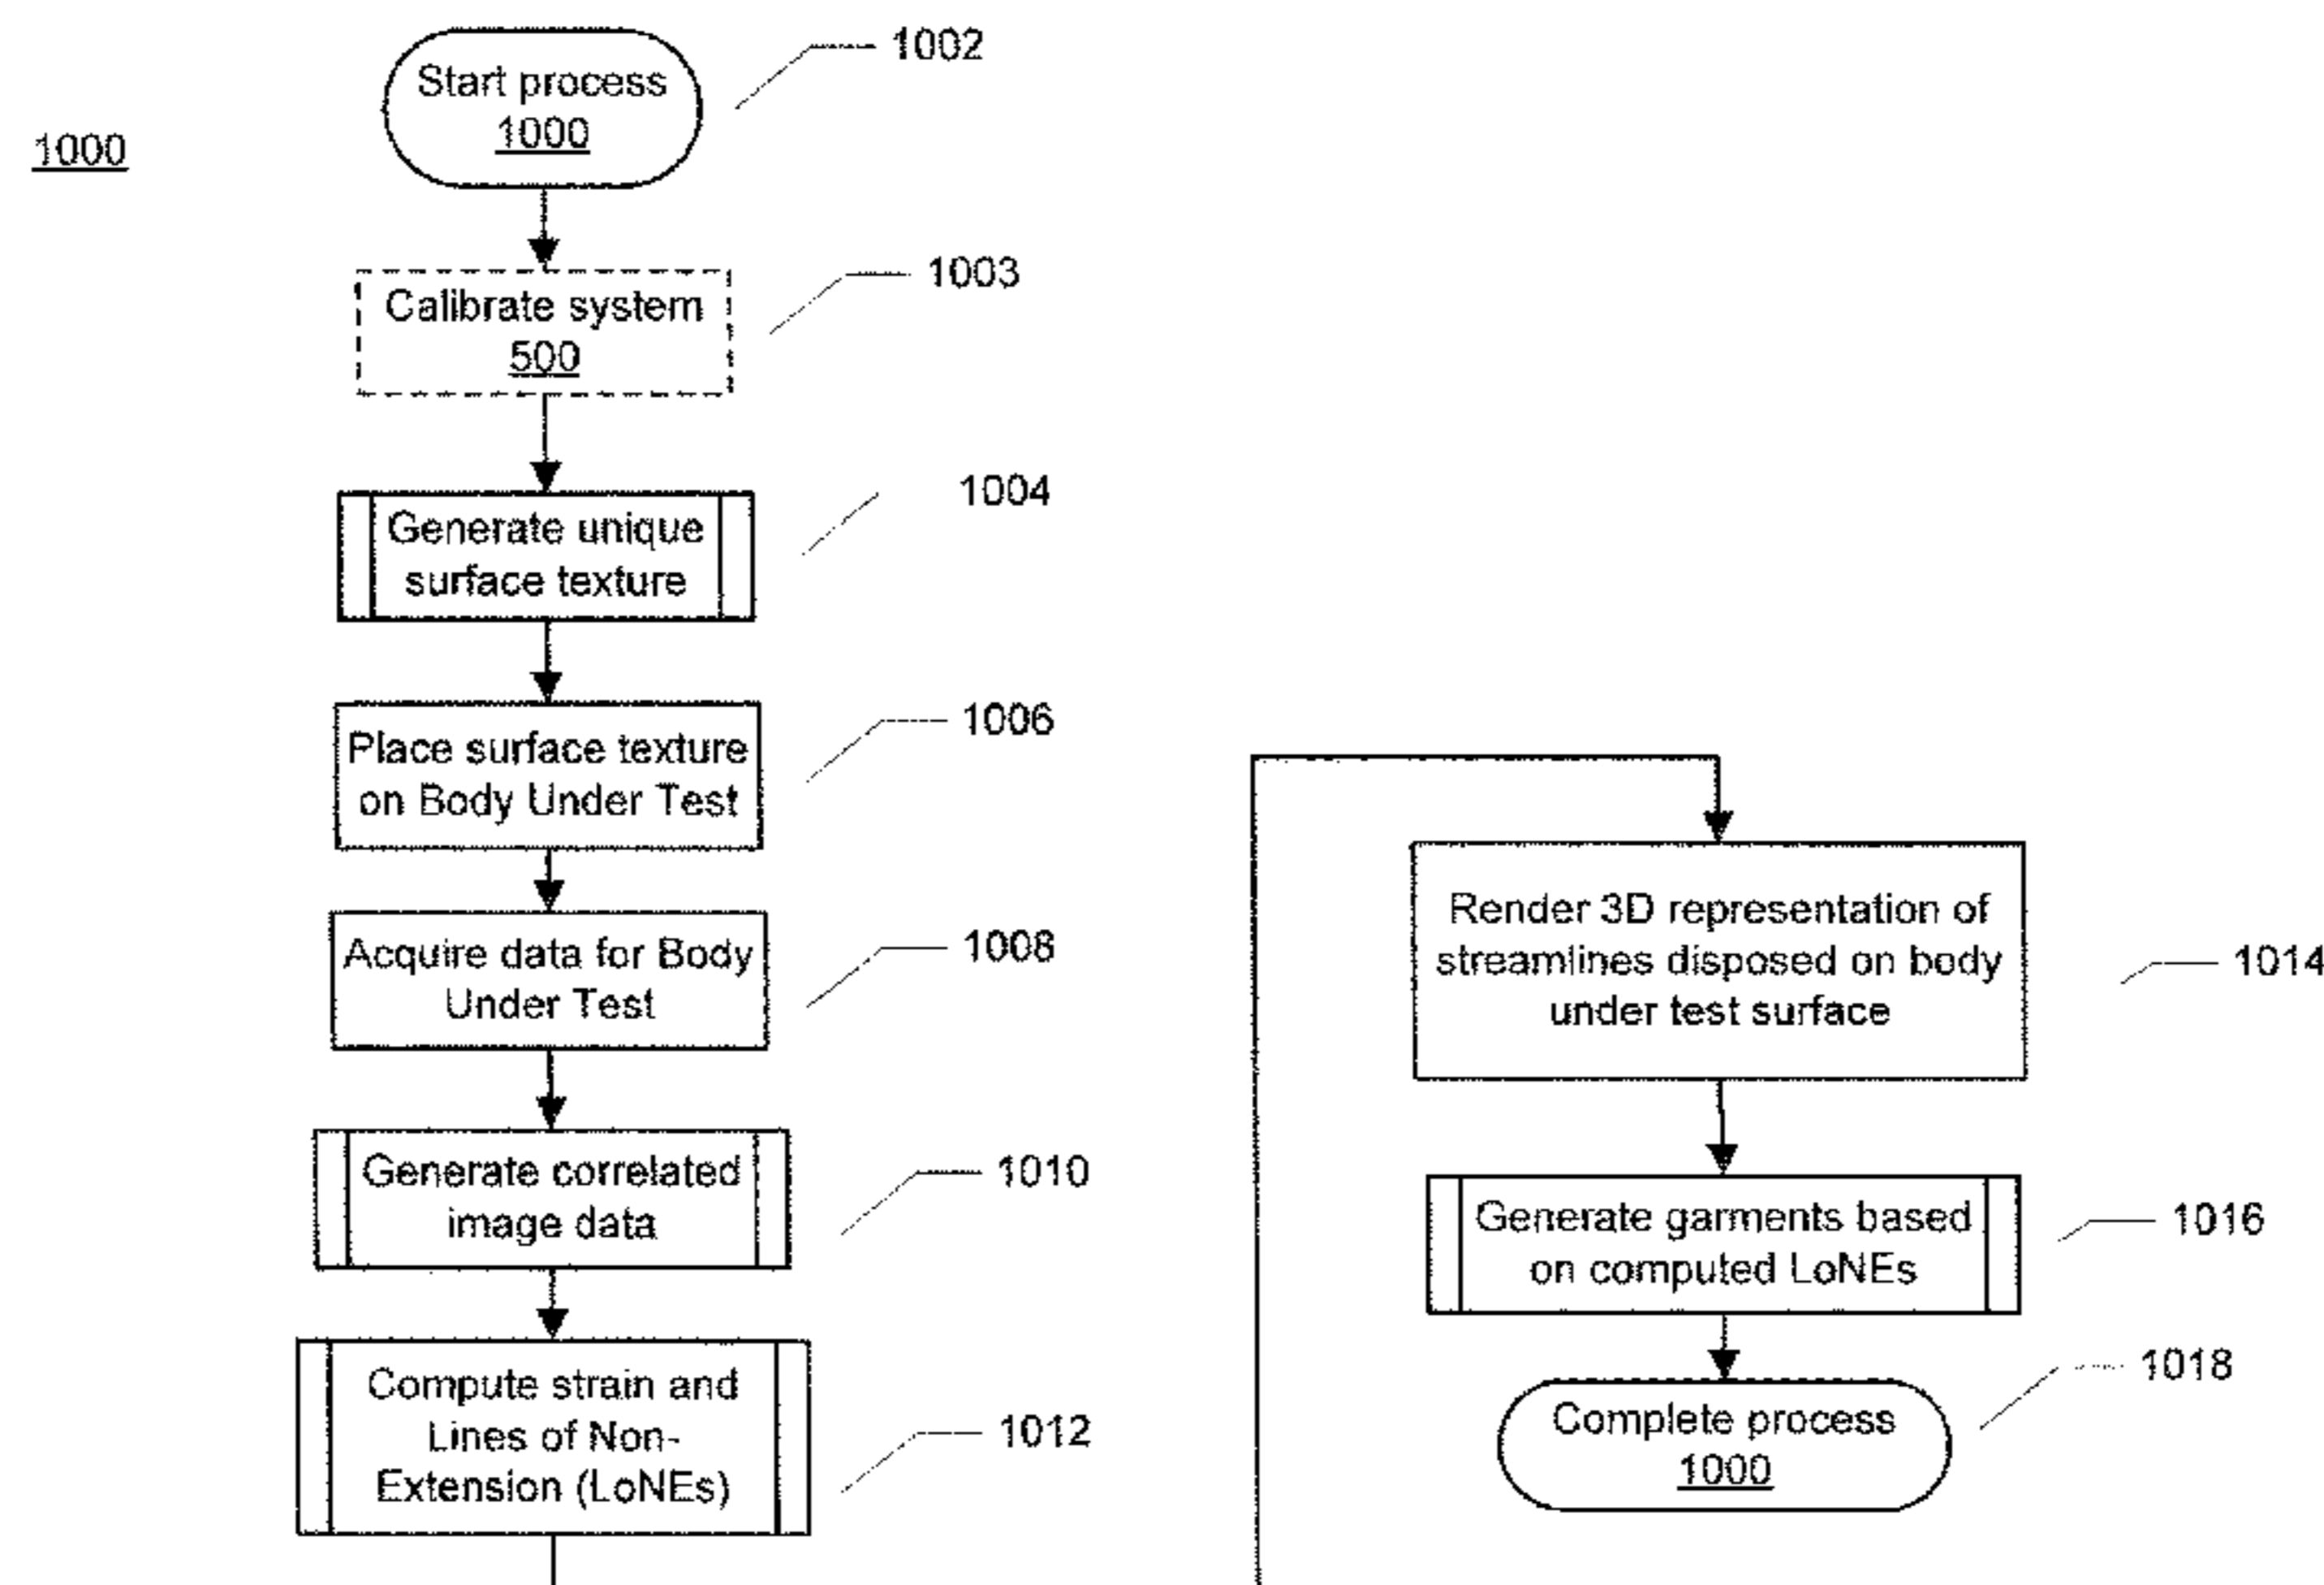 1000
Start process
1000
1002
Calibrate system
500
1003
Generate unique
surface texture
1004
Place surface texture
on Body Under Test
1006
Acquire data for Body
Under Test
1008
Generate correlated
image data
1010
Compute strain and
Lines of Non-
Extension (LoNEs)
1012
Render 3D representation of
streamlines disposed on body
under test surface
1014
Generate garments based
on computed LoNEs
1016
Complete process
1000
1018